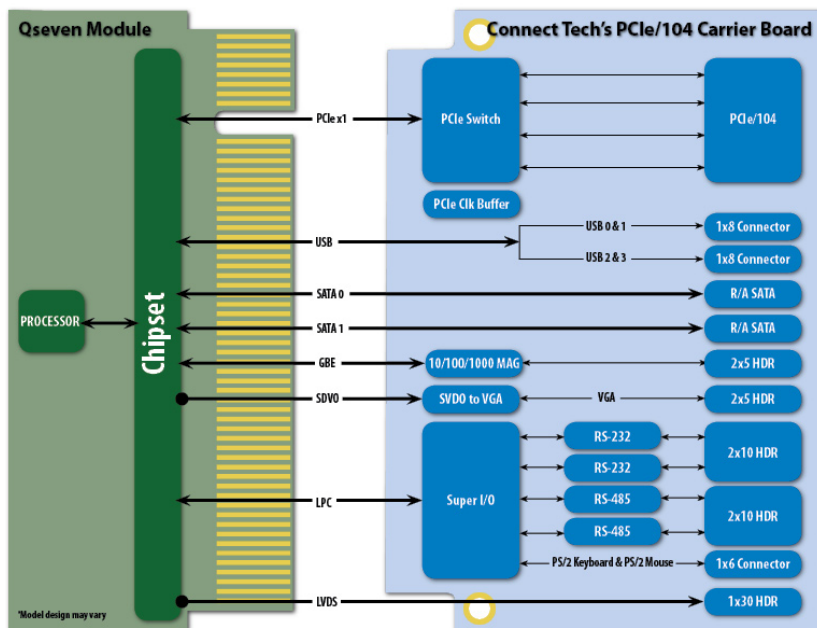 Qseven Module
Connect Tech's PCIe/104 Carrier Board
PCIe x1
PCIe Switch
PCIe/104
PCIe Clk Buffer
USB
USB 0 & 1
1x8 Connector
USB 2 & 3
1x8 Connector
SATA 0
R/A SATA
PROCESSOR
Chipset
SATA 1
R/A SATA
GBE
10/100/1000 MAG
2x5 HDR
SDVO
SVDO to VGA
VGA
2x5 HDR
RS-232
2x10 HDR
RS-232
LPC
Super I/O
RS-485
2x10 HDR
RS-485
PS/2 Keyboard & PS/2 Mouse
1x6 Connector
LVDS
1x30 HDR
*Model design may vary